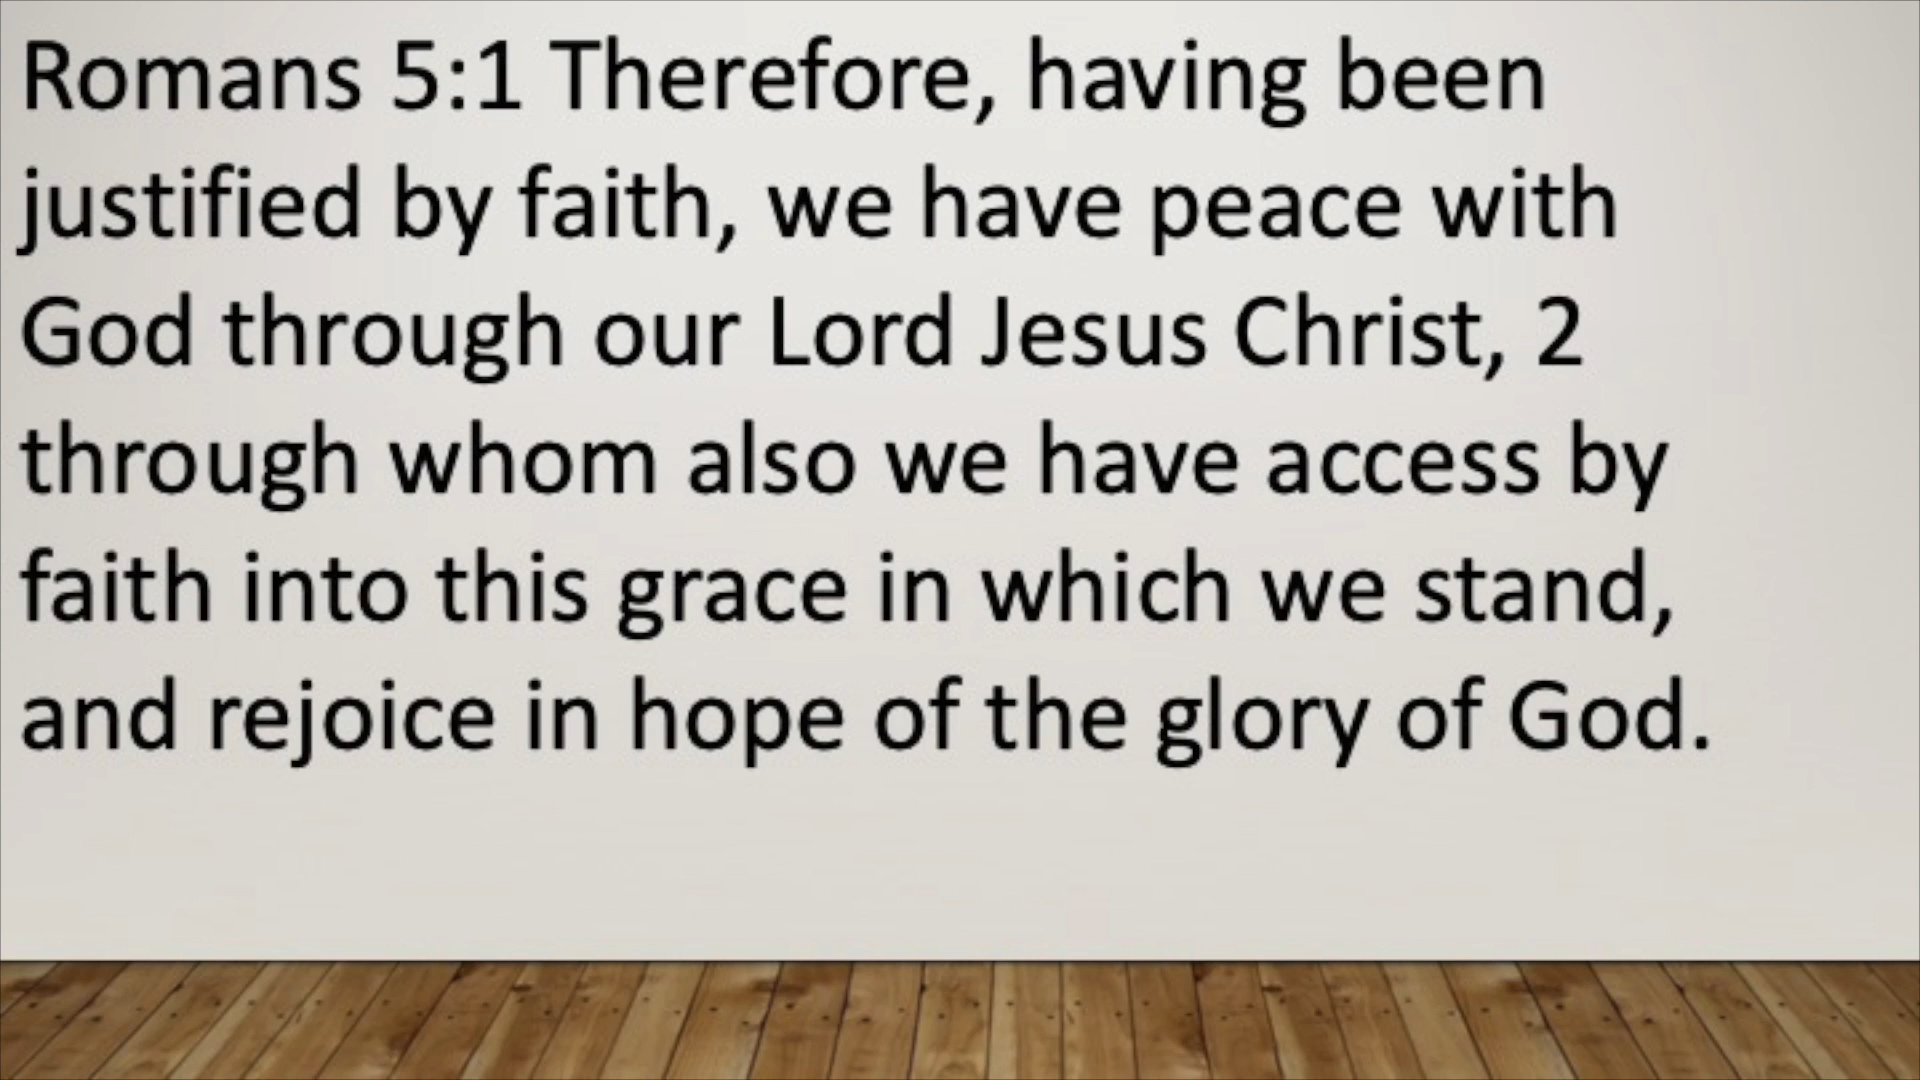 Romans 5:1 Therefore, having been
justified by faith, we have peace with
God through our Lord Jesus Christ, 2
through whom also we have access by
faith into this grace in which we stand,
and rejoice in hope of the glory of God.